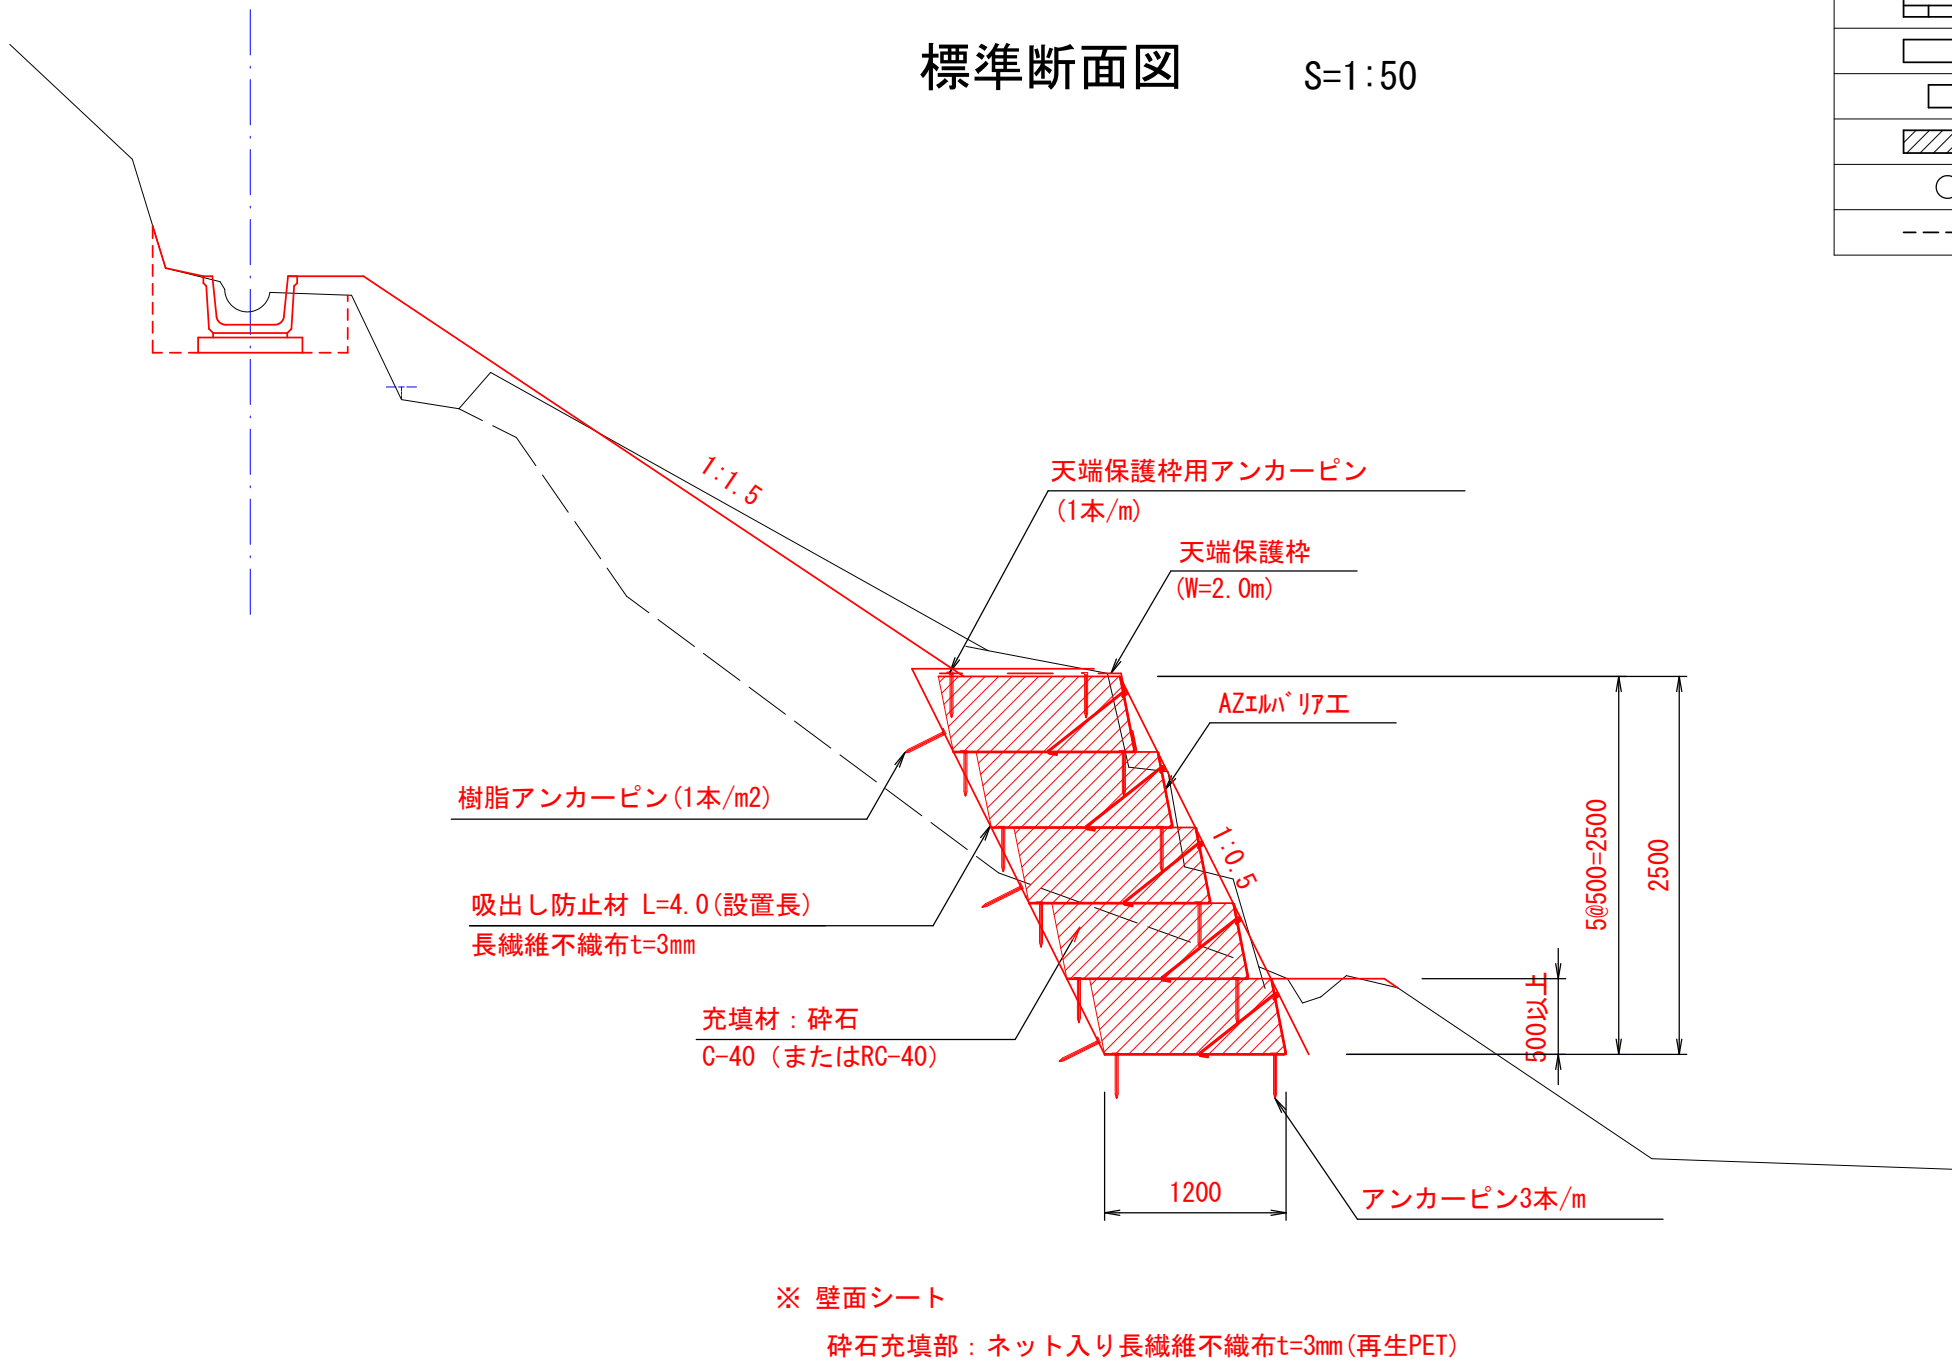 標準断面図 S=1:50
1:1.5
天端保護枠用アンカーピン
(1本/m)
天端保護枠
(W=2.0m)
AZエルバリア工
樹脂アンカーピン(1本/m2)
1:0.5
5@500=2500
2500
吸出し防止材 L=4.0(設置長)
長繊維不織布t=3mm
500以上
充填材：砕石
C-40（またはRC-40）
1200
アンカーピン3本/m
※ 壁面シート
砕石充填部：ネット入り長繊維不織布t=3mm(再生PET)